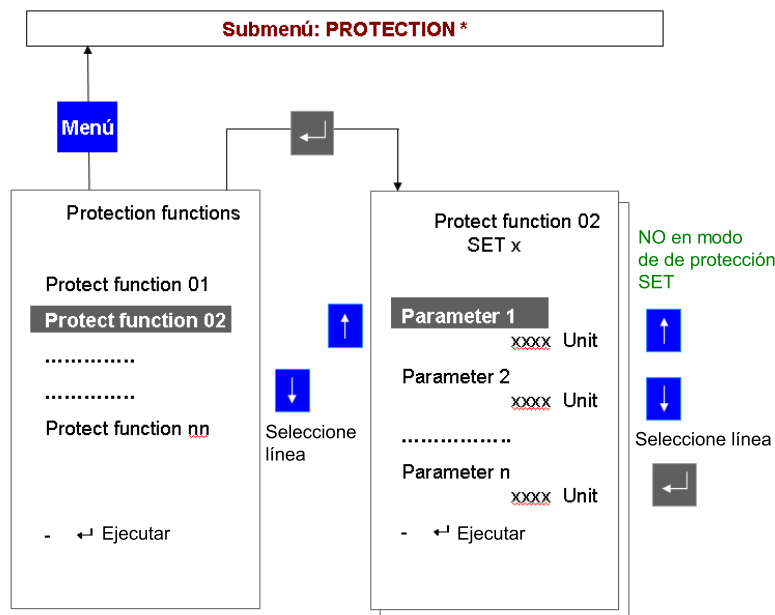 Submenú: PROTECTION *
Menú
Protection functions
Protect function 01
Protect function 02
..............
..............
Protect function nn
- ↵ Ejecutar
Seleccione
línea
Protect function 02
SET x
Parameter 1
xxxx Unit
Parameter 2
xxxx Unit
.................
Parameter n
xxxx Unit
- ↵ Ejecutar
NO en modo
de de protección
SET
Seleccione línea